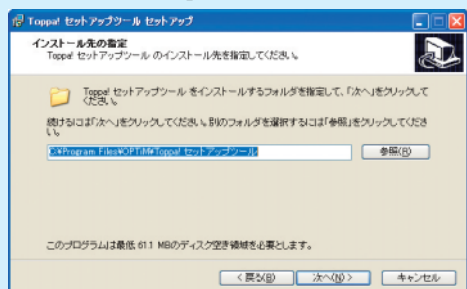 Toppa! セットアップツール セットアップ
インストール先の指定
Toppa! セットアップツール のインストール先を指定してください。
Toppa! セットアップツール をインストールするフォルダを指定して、「次へ」をクリックして
ください。
続けるには「次へ」をクリックしてください。別のフォルダを選択するには「参照」をクリックしてくださ
い。
C:¥Program Files¥OPTiM¥Toppa! セットアップツール
参照(R)
このプログラムは最低 61.1 MBのディスク空き領域を必要とします。
< 戻る(B)
次へ(N) >
キャンセル